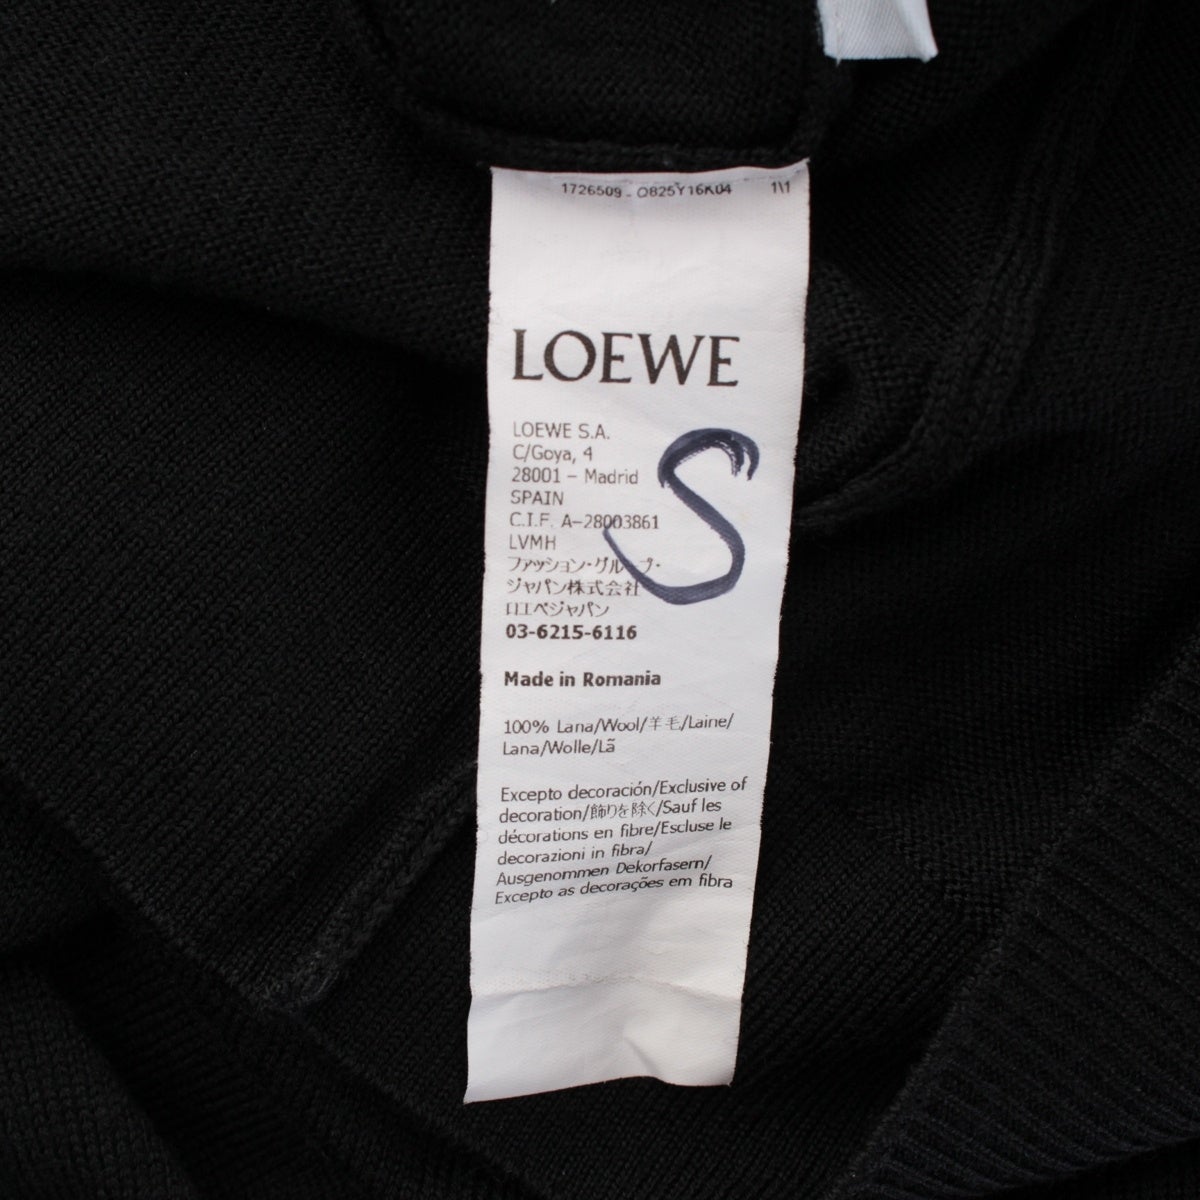 1726509 - O825Y16K04 1\1
LOEWE
LOEWE S.A.
C/Goya, 4
28001 – Madrid
SPAIN
C.I.F. A-28003861
LVMH
ファッション・グループ・
ジャパン株式会社
ロエベジャパン
03-6215-6116
S
Made in Romania
100% Lana/Wool/羊毛/Laine/
Lana/Wolle/Lã
Excepto decoración/Exclusive of
decoration/飾りを除く/Sauf les
décorations en fibre/Escluse le
decorazioni in fibra/
Ausgenommen Dekorfasern/
Excepto as decorações em fibra